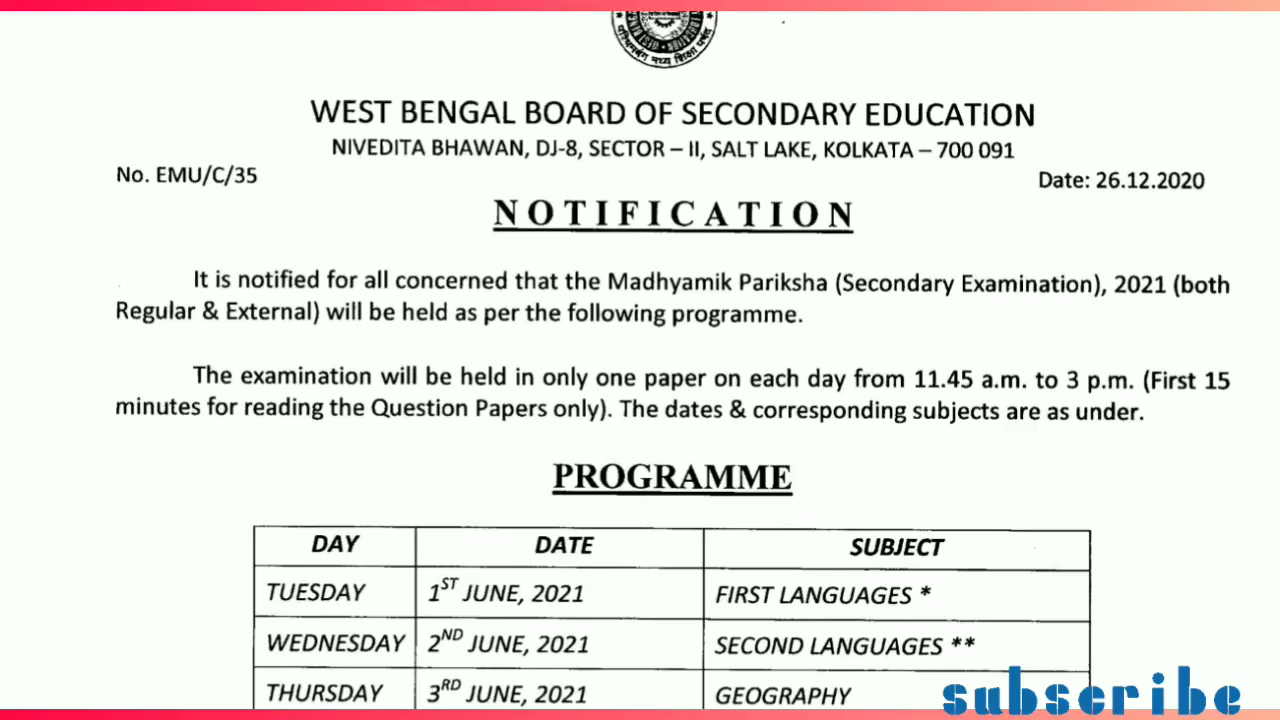 पश्चिमबंग मध्य शिक्षा पर्षद
WEST BENGAL BOARD OF SECONDARY EDUCATION
NIVEDITA BHAWAN, DJ-8, SECTOR – II, SALT LAKE, KOLKATA – 700 091
No. EMU/C/35
Date: 26.12.2020
NOTIFICATION
It is notified for all concerned that the Madhyamik Pariksha (Secondary Examination), 2021 (both
Regular & External) will be held as per the following programme.
The examination will be held in only one paper on each day from 11.45 a.m. to 3 p.m. (First 15
minutes for reading the Question Papers only). The dates & corresponding subjects are as under.
PROGRAMME
DAY DATE SUBJECT
TUESDAY 1ST JUNE, 2021 FIRST LANGUAGES *
WEDNESDAY 2ND JUNE, 2021 SECOND LANGUAGES **
THURSDAY 3RD JUNE, 2021 GEOGRAPHY
subscribe